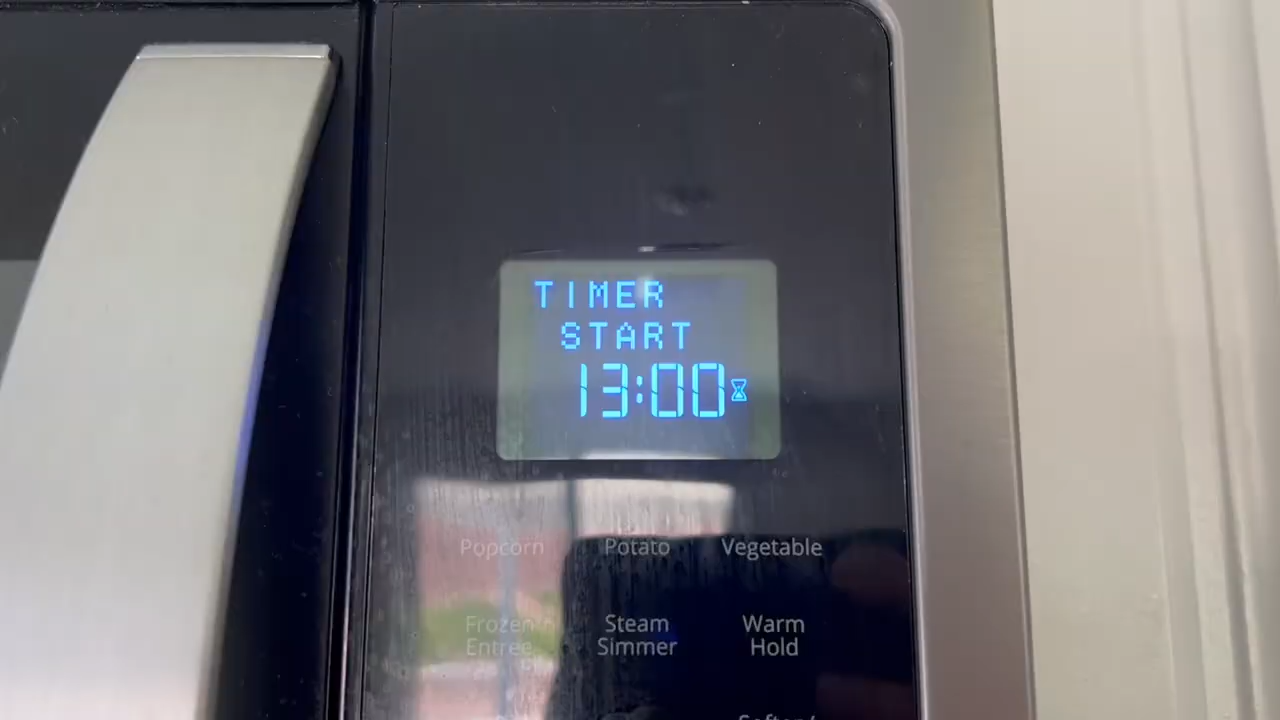 TIMER
START
13:00
Popcorn Potato Vegetable
Frozen Steam Warm
Entree Simmer Hold